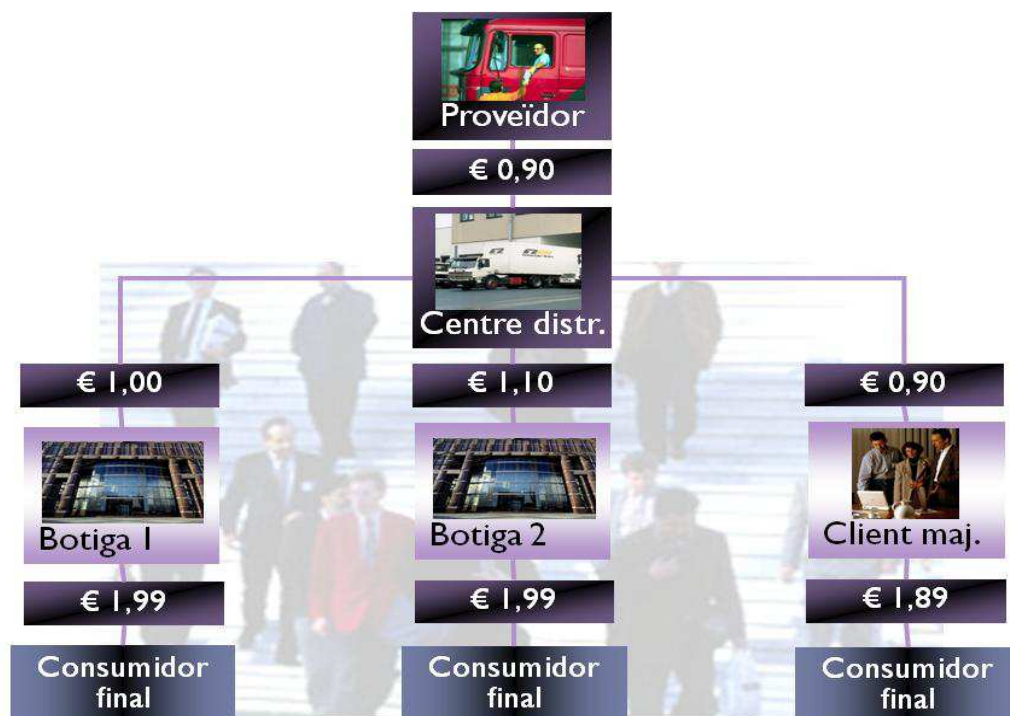 Proveïdor
€ 0,90
Centre distr.
€ 1,00
€ 1,10
€ 0,90
Botiga 1
Botiga 2
Client maj.
€ 1,99
€ 1,99
€ 1,89
Consumidor
final
Consumidor
final
Consumidor
final